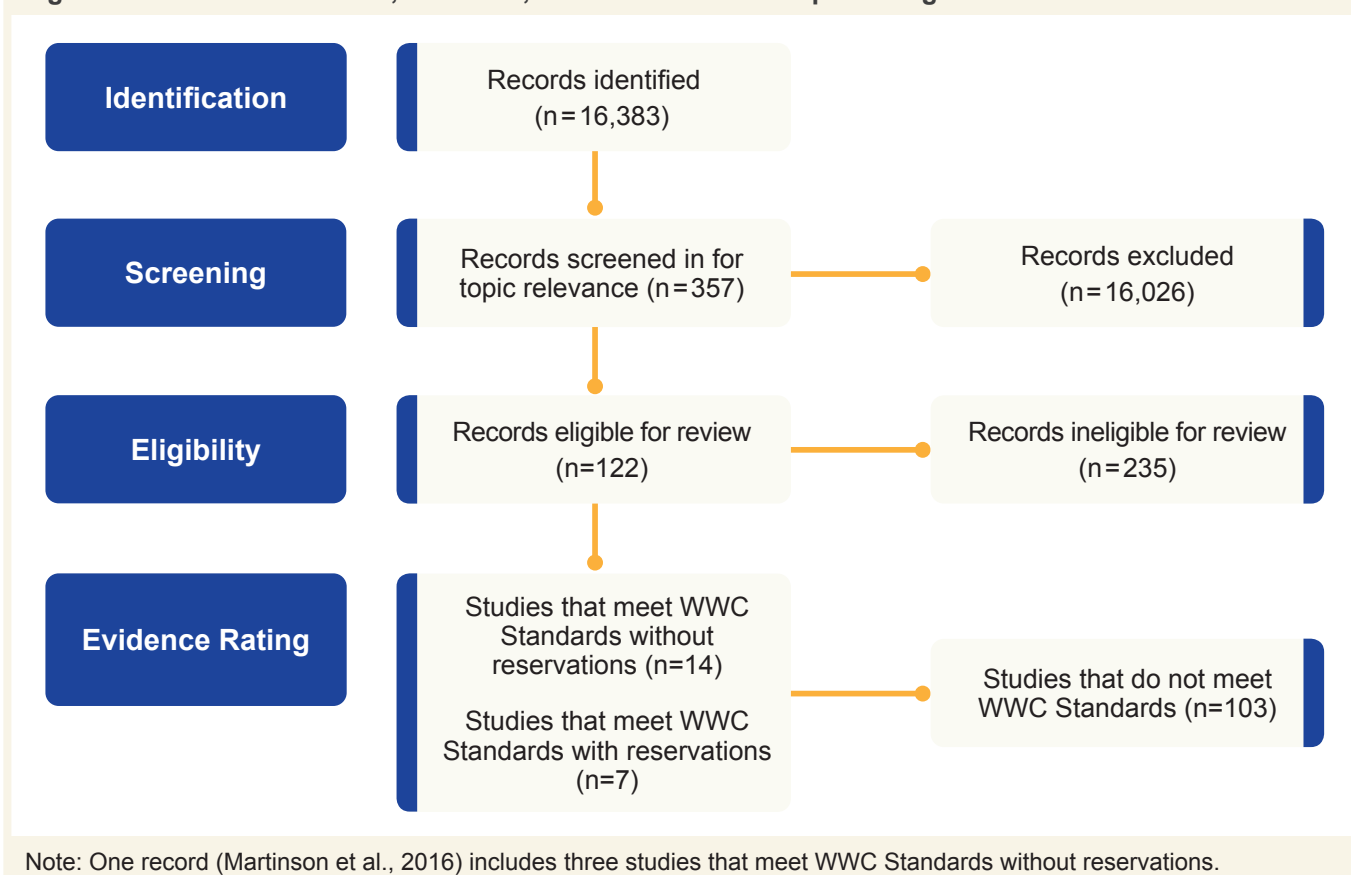 Identification
Records identified
(n=16,383)
Screening
Records screened in for
topic relevance (n=357)
Records excluded
(n=16,026)
Eligibility
Records eligible for review
(n=122)
Records ineligible for review
(n=235)
Evidence Rating
Studies that meet WWC
Standards without
reservations (n=14)
Studies that meet WWC
Standards with reservations
(n=7)
Studies that do not meet
WWC Standards (n=103)
Note: One record (Martinson et al., 2016) includes three studies that meet WWC Standards without reservations.